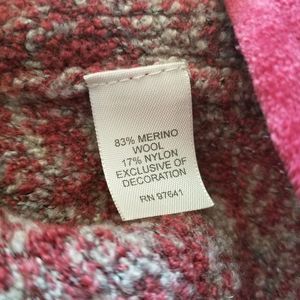 83% MERINO
WOOL
17% NYLON
EXCLUSIVE OF
DECORATION
RN 97641